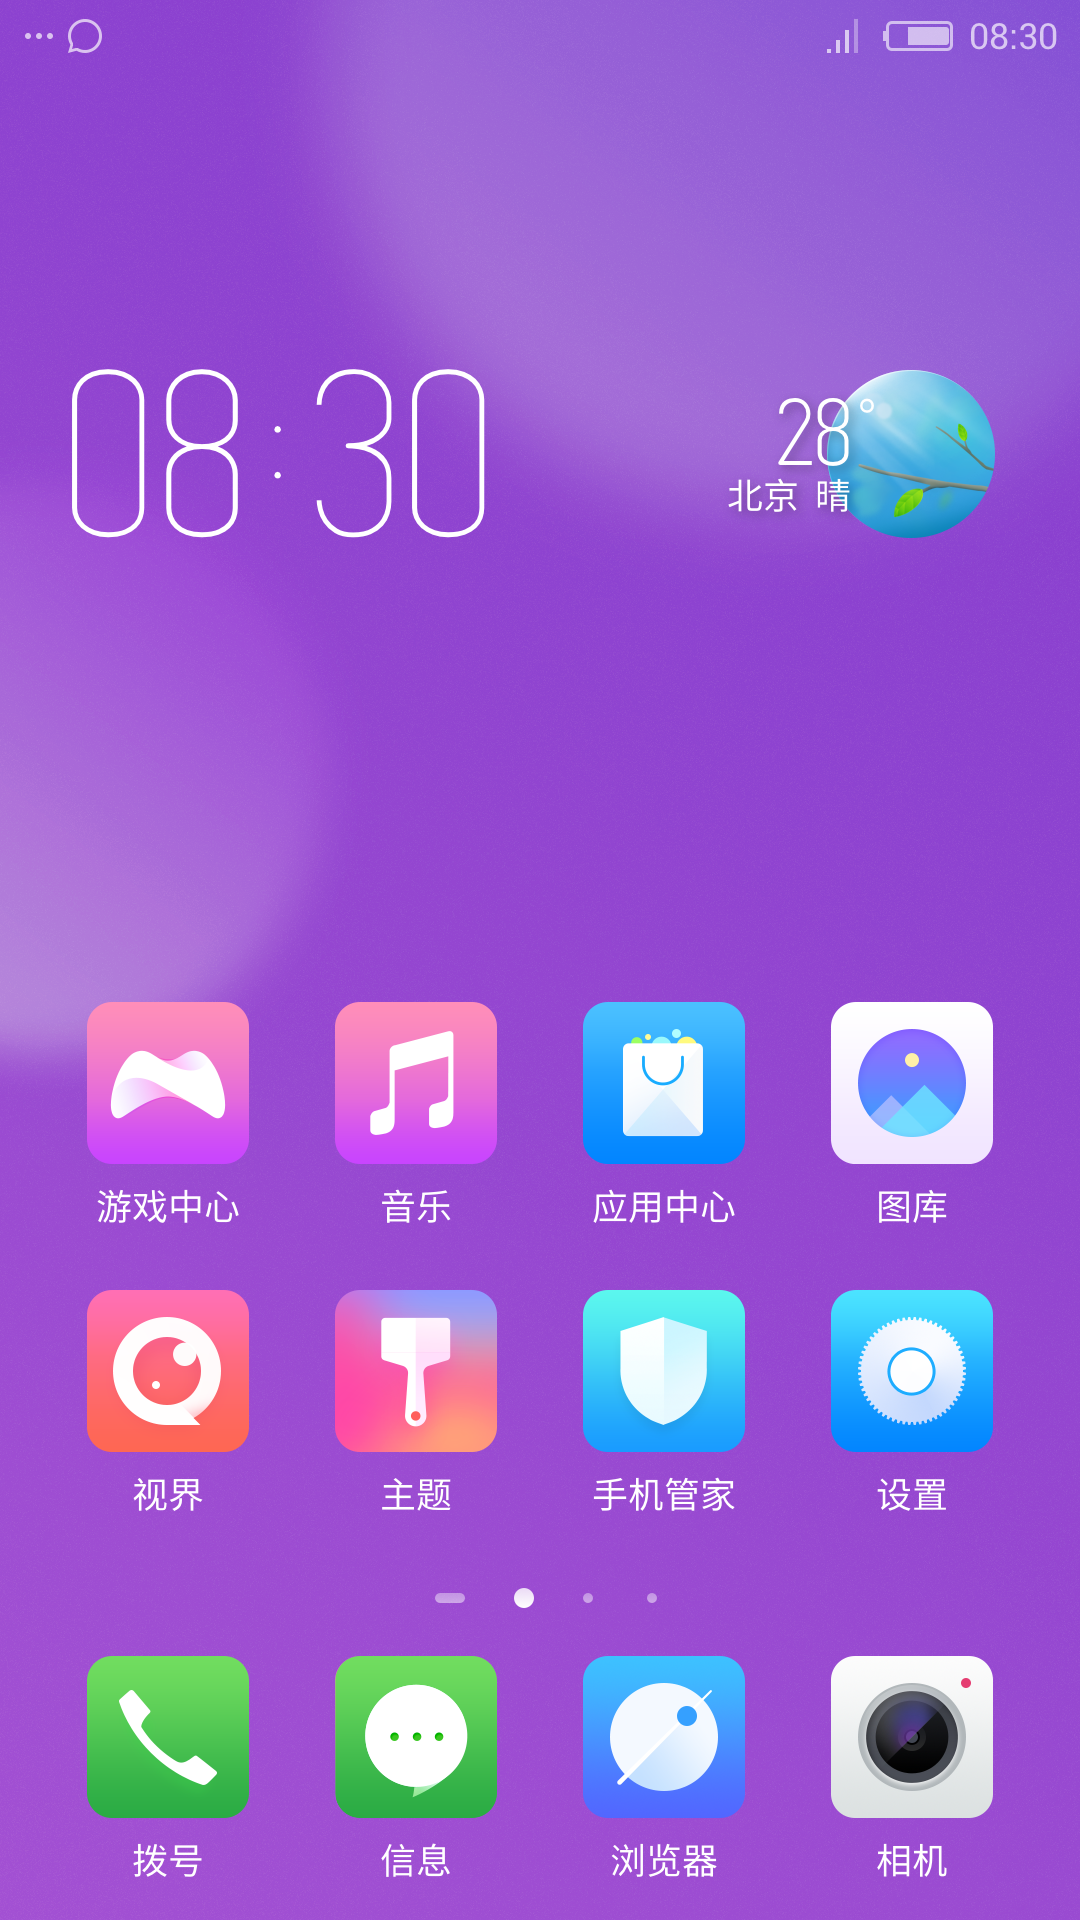 08:30
08:30
28°
北京 晴
游戏中心 音乐 应用中心 图库
视界 主题 手机管家 设置
拨号 信息 浏览器 相机